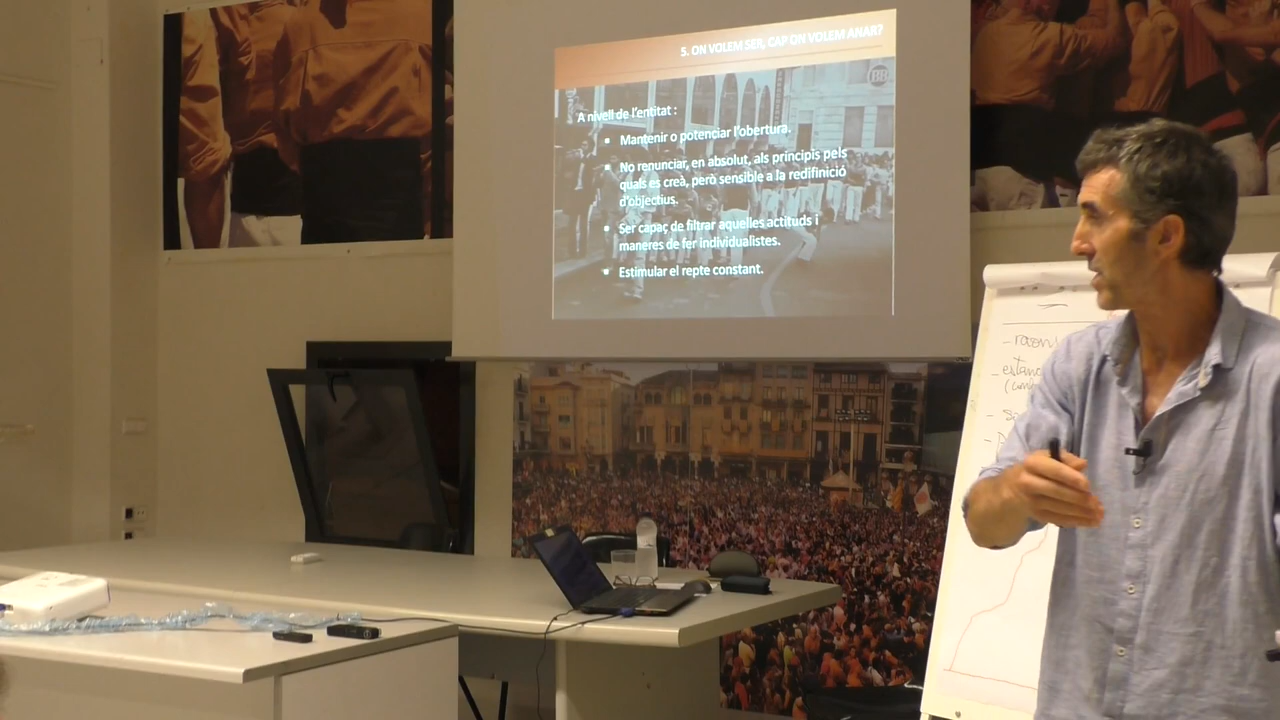 5. ON VOLEM SER, CAP ON VOLEM ANAR?
A nivell de l'entitat :
▪ Mantenir o potenciar l'obertura.
▪ No renunciar, en absolut, als principis pels
quals es creà, però sensible a la redifinició
d'objectius.
▪ Ser capaç de filtrar aquelles actituds i
maneres de fer individualistes.
▪ Estimular el repte constant.